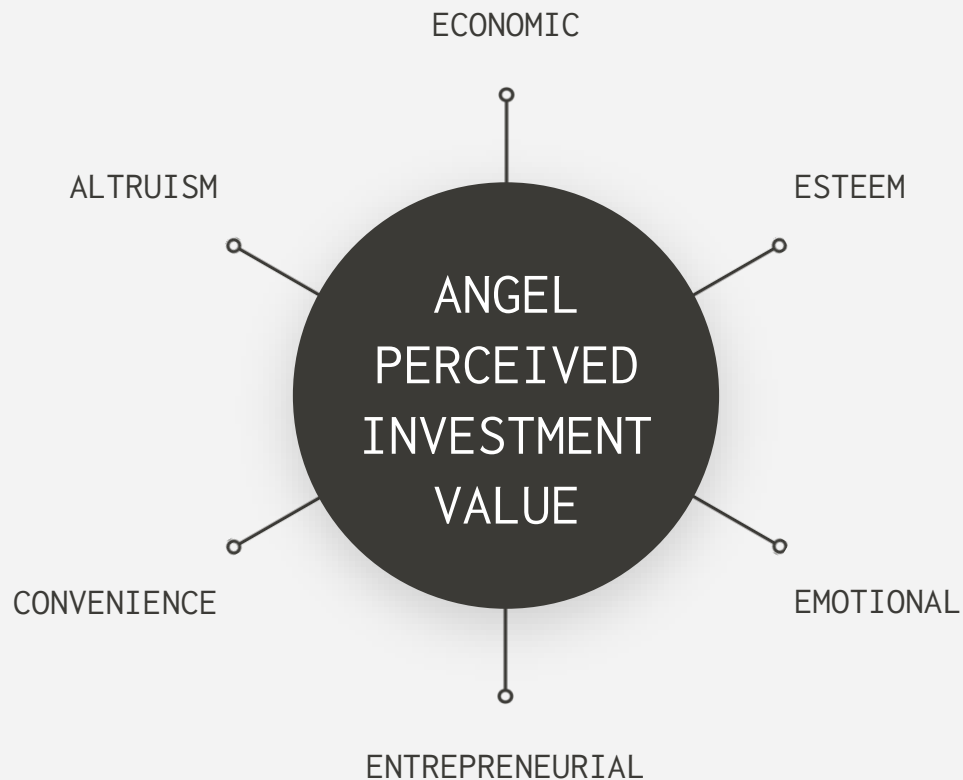 ECONOMIC
ALTRUISM
ESTEEM
ANGEL
PERCEIVED
INVESTMENT
VALUE
CONVENIENCE
EMOTIONAL
ENTREPRENEURIAL